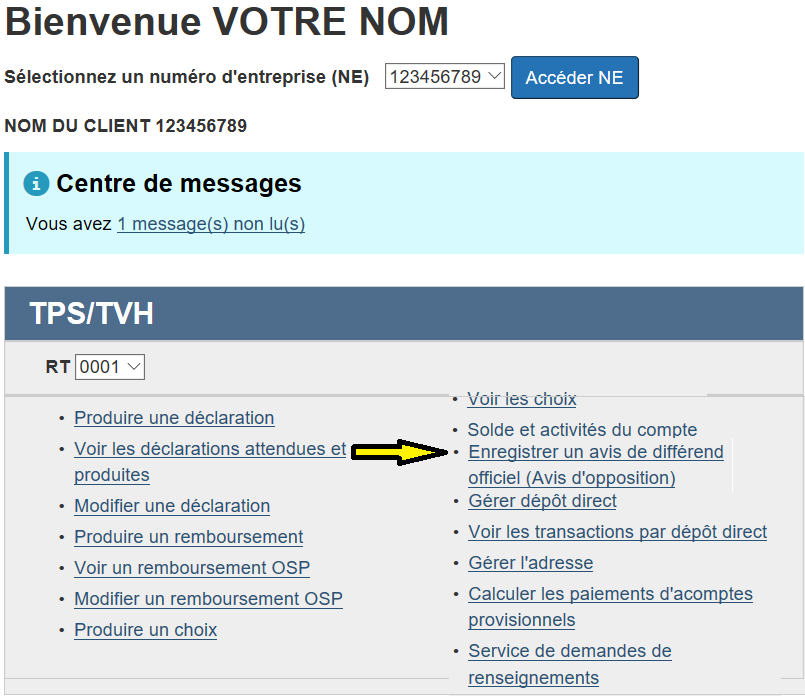 Bienvenue VOTRE NOM
Sélectionnez un numéro d'entreprise (NE) 123456789 Accéder NE
NOM DU CLIENT 123456789
Centre de messages
Vous avez 1 message(s) non lu(s)
TPS/TVH
RT 0001
• Produire une déclaration
• Voir les déclarations attendues et
produites
• Modifier une déclaration
• Produire un remboursement
• Voir un remboursement OSP
• Modifier un remboursement OSP
• Produire un choix
• Voir les choix
• Solde et activités du compte
• Enregistrer un avis de différend
officiel (Avis d'opposition)
• Gérer dépôt direct
• Voir les transactions par dépôt direct
• Gérer l'adresse
• Calculer les paiements d'acomptes
provisionnels
• Service de demandes de
renseignements